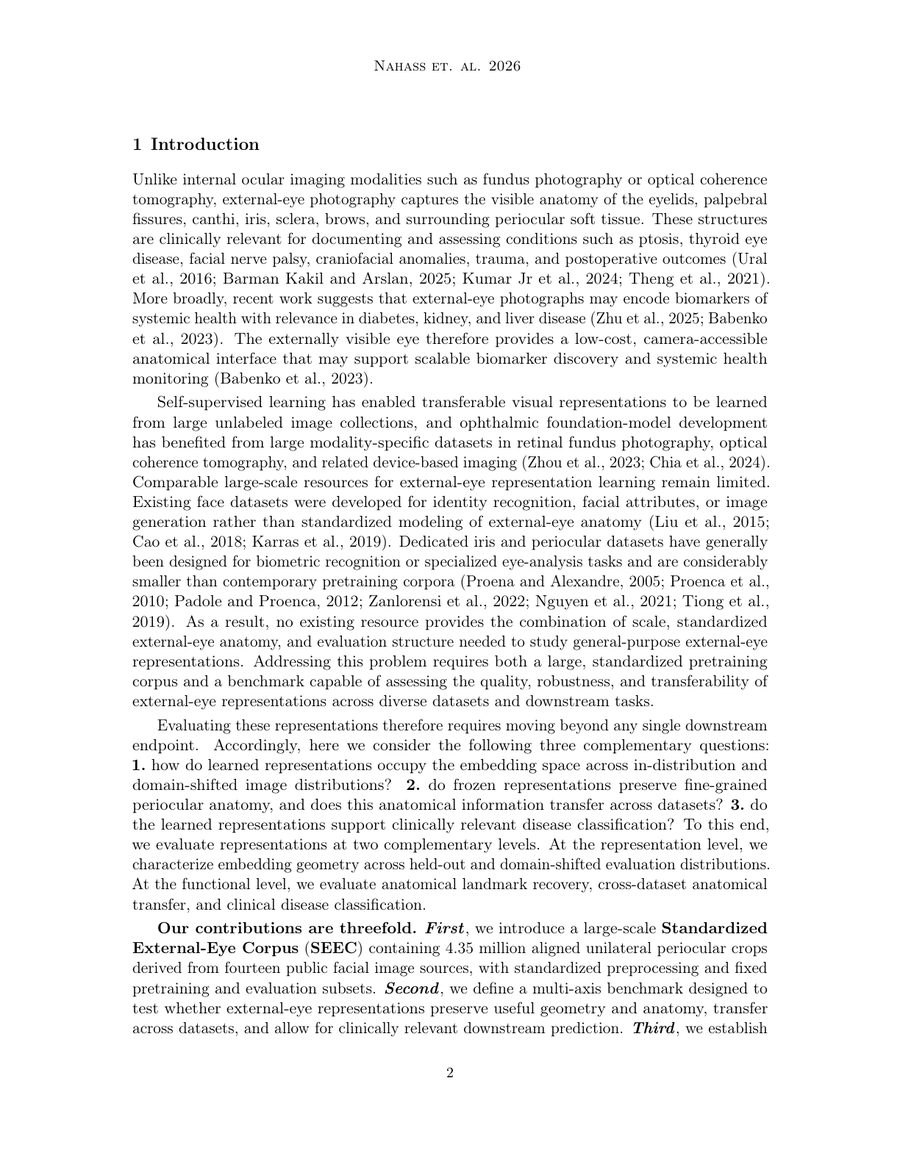 Nahass et. al. 2026
1 Introduction
Unlike internal ocular imaging modalities such as fundus photography or optical coherence
tomography, external-eye photography captures the visible anatomy of the eyelids, palpebral
fissures, canthi, iris, sclera, brows, and surrounding periocular soft tissue. These structures
are clinically relevant for documenting and assessing conditions such as ptosis, thyroid eye
disease, facial nerve palsy, craniofacial anomalies, trauma, and postoperative outcomes (Ural
et al., 2016; Barman Kakil and Arslan, 2025; Kumar Jr et al., 2024; Theng et al., 2021).
More broadly, recent work suggests that external-eye photographs may encode biomarkers of
systemic health with relevance in diabetes, kidney, and liver disease (Zhu et al., 2025; Babenko
et al., 2023). The externally visible eye therefore provides a low-cost, camera-accessible
anatomical interface that may support scalable biomarker discovery and systemic health
monitoring (Babenko et al., 2023).
Self-supervised learning has enabled transferable visual representations to be learned
from large unlabeled image collections, and ophthalmic foundation-model development
has benefited from large modality-specific datasets in retinal fundus photography, optical
coherence tomography, and related device-based imaging (Zhou et al., 2023; Chia et al., 2024).
Comparable large-scale resources for external-eye representation learning remain limited.
Existing face datasets were developed for identity recognition, facial attributes, or image
generation rather than standardized modeling of external-eye anatomy (Liu et al., 2015;
Cao et al., 2018; Karras et al., 2019). Dedicated iris and periocular datasets have generally
been designed for biometric recognition or specialized eye-analysis tasks and are considerably
smaller than contemporary pretraining corpora (Proena and Alexandre, 2005; Proenca et al.,
2010; Padole and Proenca, 2012; Zanlorensi et al., 2022; Nguyen et al., 2021; Tiong et al.,
2019). As a result, no existing resource provides the combination of scale, standardized
external-eye anatomy, and evaluation structure needed to study general-purpose external-eye
representations. Addressing this problem requires both a large, standardized pretraining
corpus and a benchmark capable of assessing the quality, robustness, and transferability of
external-eye representations across diverse datasets and downstream tasks.
Evaluating these representations therefore requires moving beyond any single downstream
endpoint. Accordingly, here we consider the following three complementary questions:
1. how do learned representations occupy the embedding space across in-distribution and
domain-shifted image distributions? 2. do frozen representations preserve fine-grained
periocular anatomy, and does this anatomical information transfer across datasets? 3. do
the learned representations support clinically relevant disease classification? To this end,
we evaluate representations at two complementary levels. At the representation level, we
characterize embedding geometry across held-out and domain-shifted evaluation distributions.
At the functional level, we evaluate anatomical landmark recovery, cross-dataset anatomical
transfer, and clinical disease classification.
Our contributions are threefold. First, we introduce a large-scale Standardized
External-Eye Corpus (SEEC) containing 4.35 million aligned unilateral periocular crops
derived from fourteen public facial image sources, with standardized preprocessing and fixed
pretraining and evaluation subsets. Second, we define a multi-axis benchmark designed to
test whether external-eye representations preserve useful geometry and anatomy, transfer
across datasets, and allow for clinically relevant downstream prediction. Third, we establish
2